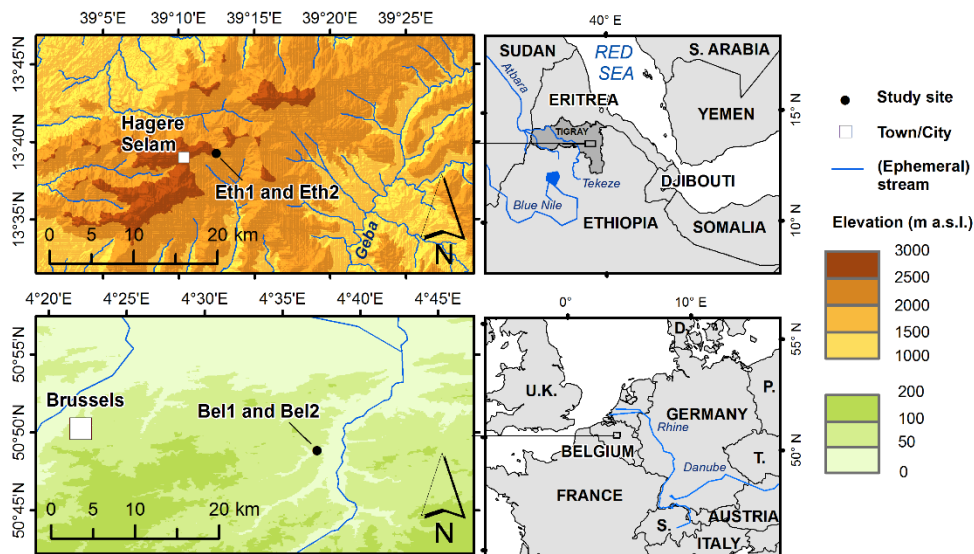 39°5'E 39°10'E 39°15'E 39°20'E 39°25'E
13°45'N
13°40'N
13°35'N
Hagere
Selam
Eth1 and Eth2
Geba
0 5 10 20 km
N
40° E
SUDAN
RED
SEA
S. ARABIA
Atbara
ERITREA
YEMEN
TIGRAY
Tekeze
DJIBOUTI
Blue Nile
ETHIOPIA
SOMALIA
15° N
10° N
Study site
Town/City
(Ephemeral)
stream
Elevation (m a.s.l.)
3000
2500
2000
1500
1000
200
100
50
0
4°20'E 4°25'E 4°30'E 4°35'E 4°40'E 4°45'E
50°55'N
50°50'N
50°45'N
Brussels
Bel1 and Bel2
0 5 10 20 km
N
0° 10° E
D.
U.K.
P.
GERMANY
Rhine
BELGIUM
T.
Danube
FRANCE
S.
AUSTRIA
ITALY
55° N
50° N